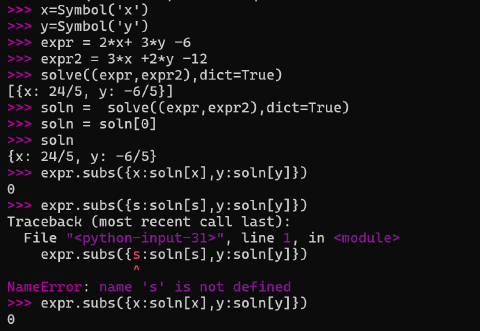 >>> x=Symbol('x')
>>> y=Symbol('y')
>>> expr = 2*x+ 3*y -6
>>> expr2 = 3*x +2*y -12
>>> solve((expr,expr2),dict=True)
[{x: 24/5, y: -6/5}]
>>> soln =  solve((expr,expr2),dict=True)
>>> soln = soln[0]
>>> soln
{x: 24/5, y: -6/5}
>>> expr.subs({x:soln[x],y:soln[y]})
0
>>> expr.subs({s:soln[s],y:soln[y]})
Traceback (most recent call last):
  File "<python-input-31>", line 1, in <module>
    expr.subs({s:soln[s],y:soln[y]})
               ^
NameError: name 's' is not defined
>>> expr.subs({x:soln[x],y:soln[y]})
0